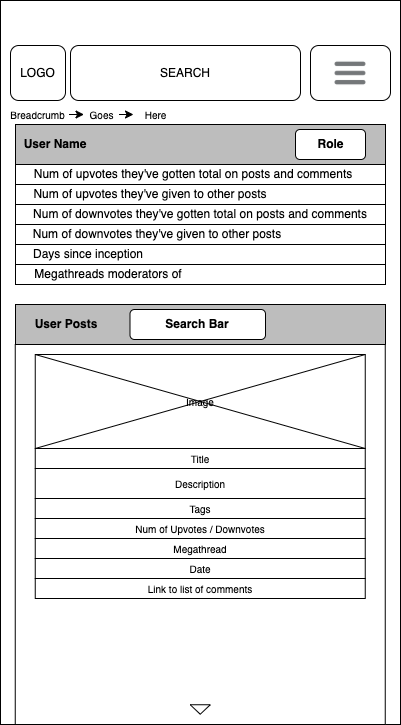 LOGO
SEARCH
Breadcrumb Goes Here
User Name
Role
Num of upvotes they've gotten total on posts and comments
Num of upvotes they've given to other posts
Num of downvotes they've gotten total on posts and comments
Num of downvotes they've given to other posts
Days since inception
Megathreads moderators of
User Posts
Search Bar
Image
Title
Description
Tags
Num of Upvotes / Downvotes
Megathread
Date
Link to list of comments